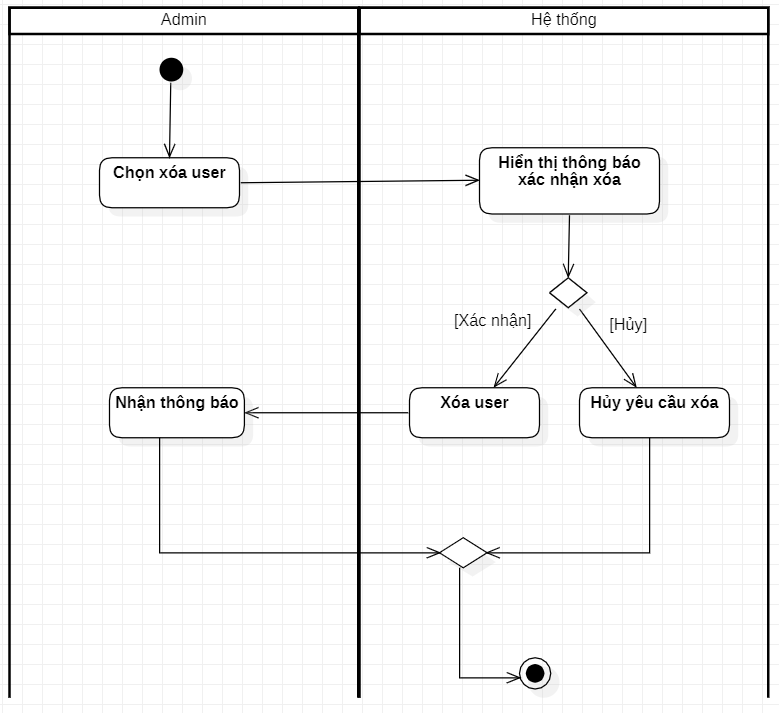 Admin
Hệ thống
Chọn xóa user
Hiển thị thông báo
xác nhận xóa
[Xác nhận]
[Hủy]
Nhận thông báo
Xóa user
Hủy yêu cầu xóa